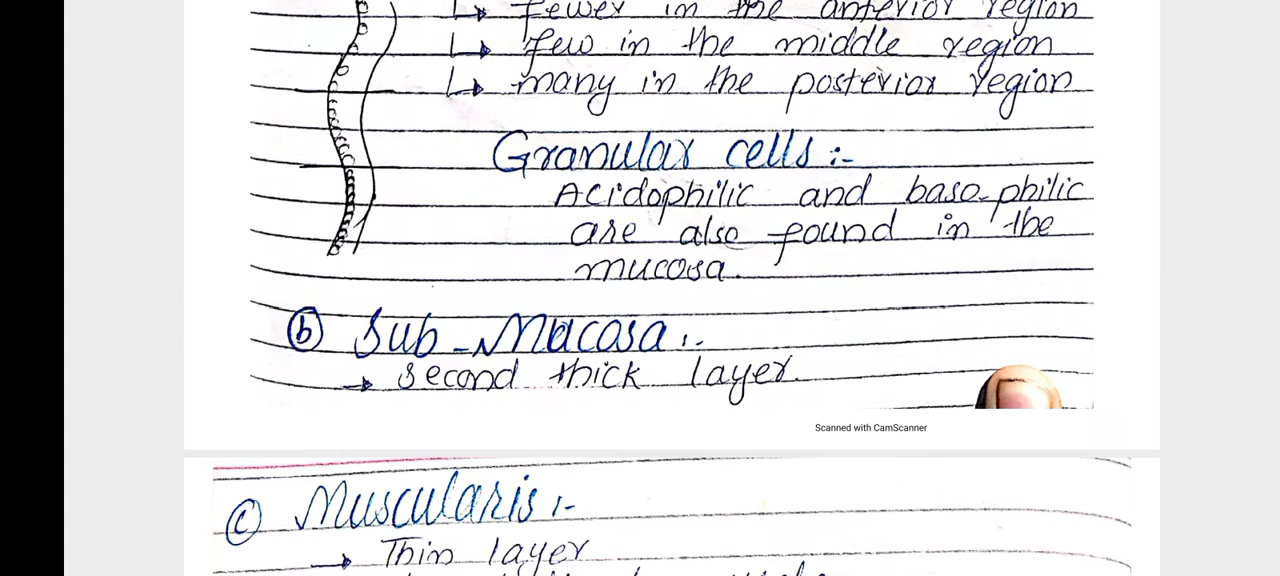 ↳ fewer in the anterior region
↳ few in the middle region
↳ many in the posterior region
Granular cells :-
Acidophilic and baso-philic
are also found in the
mucosa.
ⓑ Sub-Mucosa :-
→ Second thick layer.
Scanned with CamScanner
ⓒ Muscularis :-
→ Thin layer